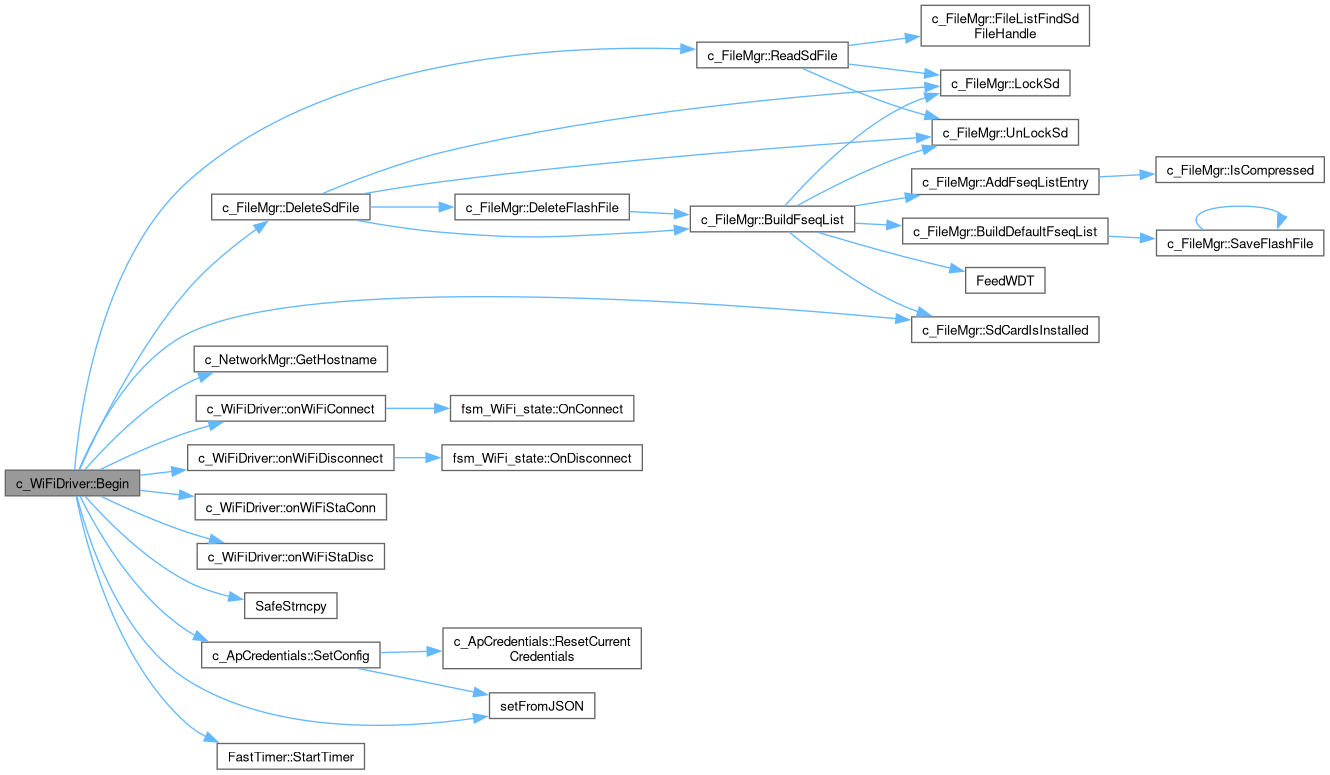 c_FileMgr::FileListFindSd
FileHandle
c_FileMgr::ReadSdFile
c_FileMgr::LockSd
c_FileMgr::UnLockSd
c_FileMgr::IsCompressed
c_FileMgr::AddFseqListEntry
c_FileMgr::DeleteSdFile
c_FileMgr::DeleteFlashFile
c_FileMgr::BuildFseqList
c_FileMgr::BuildDefaultFseqList
c_FileMgr::SaveFlashFile
FeedWDT
c_FileMgr::SdCardIsInstalled
c_NetworkMgr::GetHostname
c_WiFiDriver::onWiFiConnect
fsm_WiFi_state::OnConnect
c_WiFiDriver::onWiFiDisconnect
fsm_WiFi_state::OnDisconnect
c_WiFiDriver::Begin
c_WiFiDriver::onWiFiStaConn
c_WiFiDriver::onWiFiStaDisc
SafeStrncpy
c_ApCredentials::SetConfig
c_ApCredentials::ResetCurrent
Credentials
setFromJSON
FastTimer::StartTimer